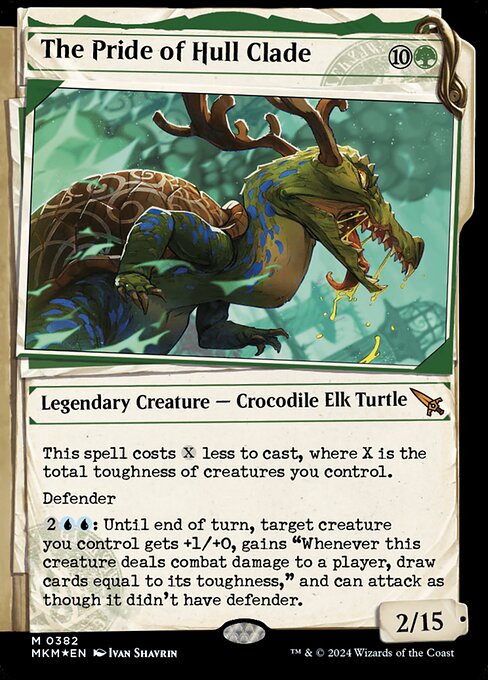 The Pride of Hull Clade 10
Legendary Creature — Crocodile Elk Turtle
This spell costs X less to cast, where X is the
total toughness of creatures you control.
Defender
2: Until end of turn, target creature
you control gets +1/+0, gains “Whenever this
creature deals combat damage to a player, draw
cards equal to its toughness,” and can attack as
though it didn’t have defender.
2/15
M 0382
MKM★EN Ivan Shavrin
™ & © 2024 Wizards of the Coast